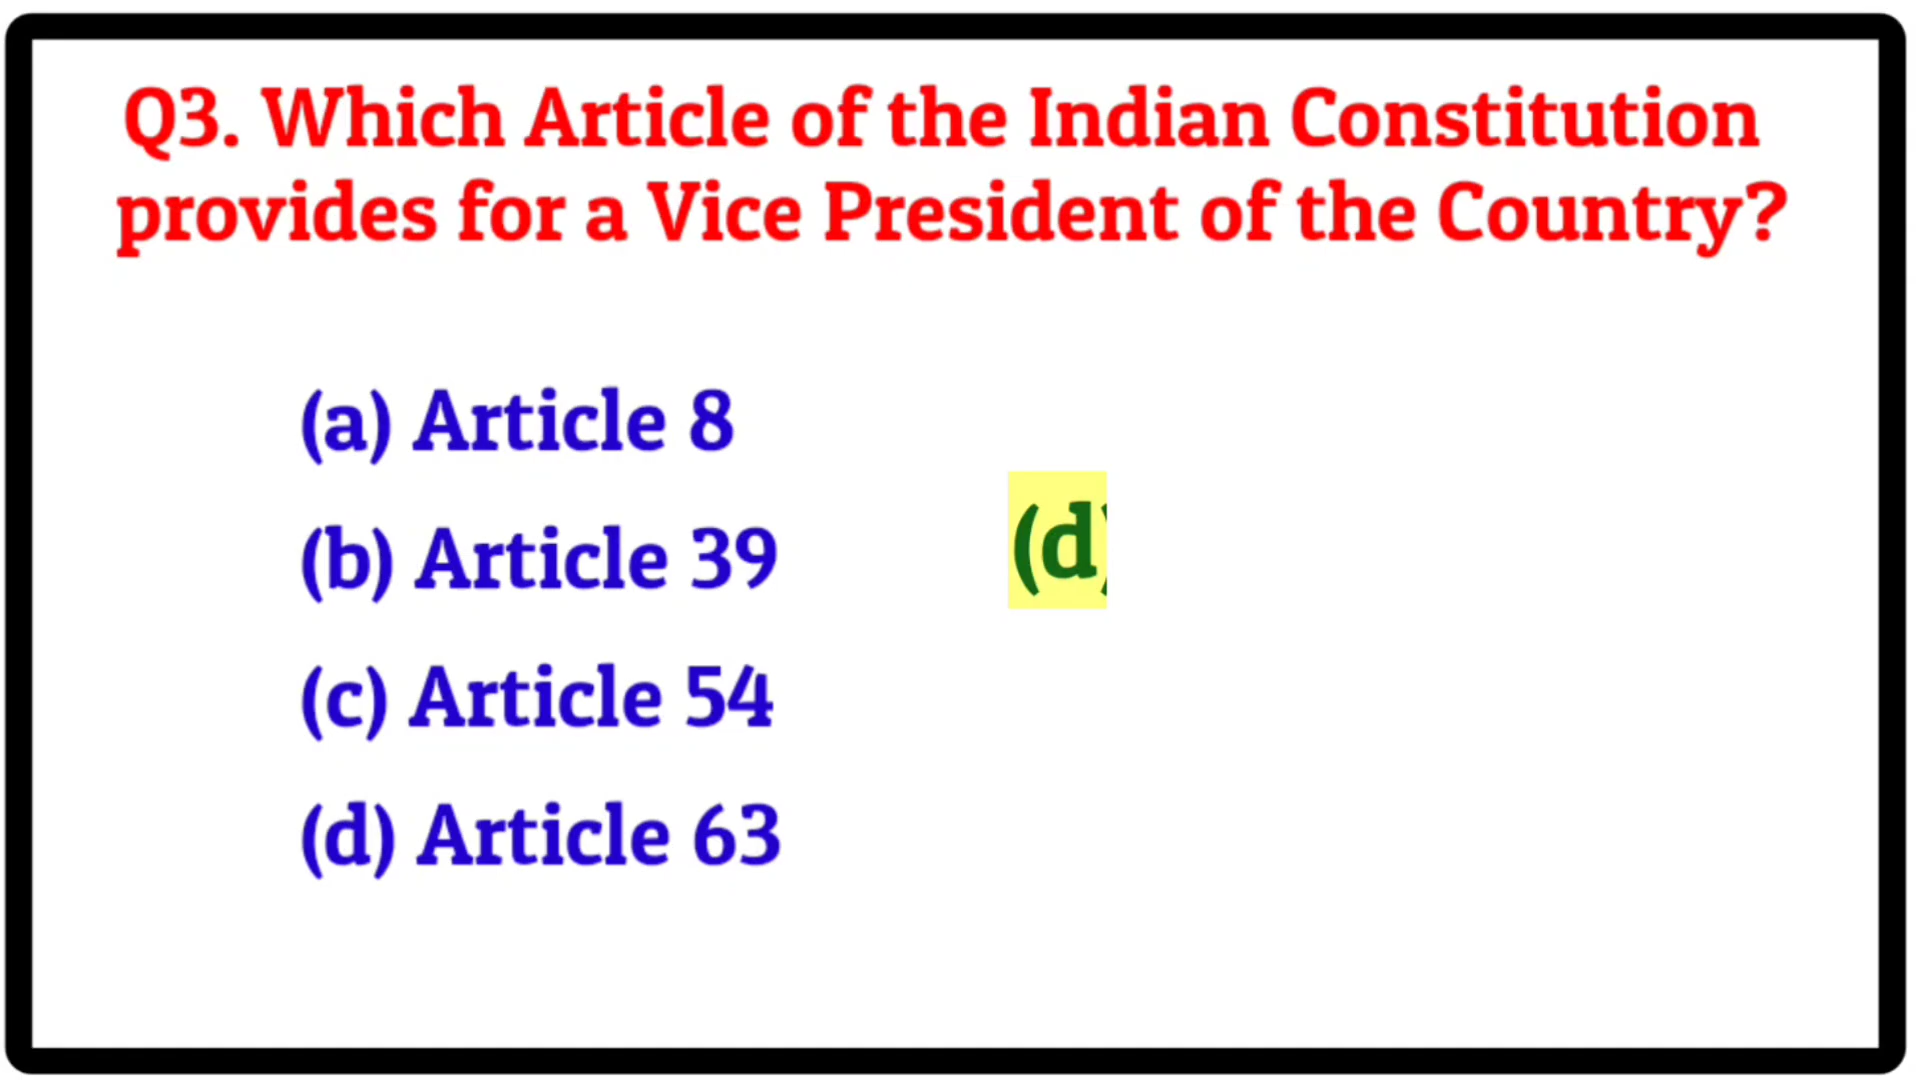 Q3. Which Article of the Indian Constitution
provides for a Vice President of the Country?
(a) Article 8
(b) Article 39
(c) Article 54
(d) Article 63
(d)